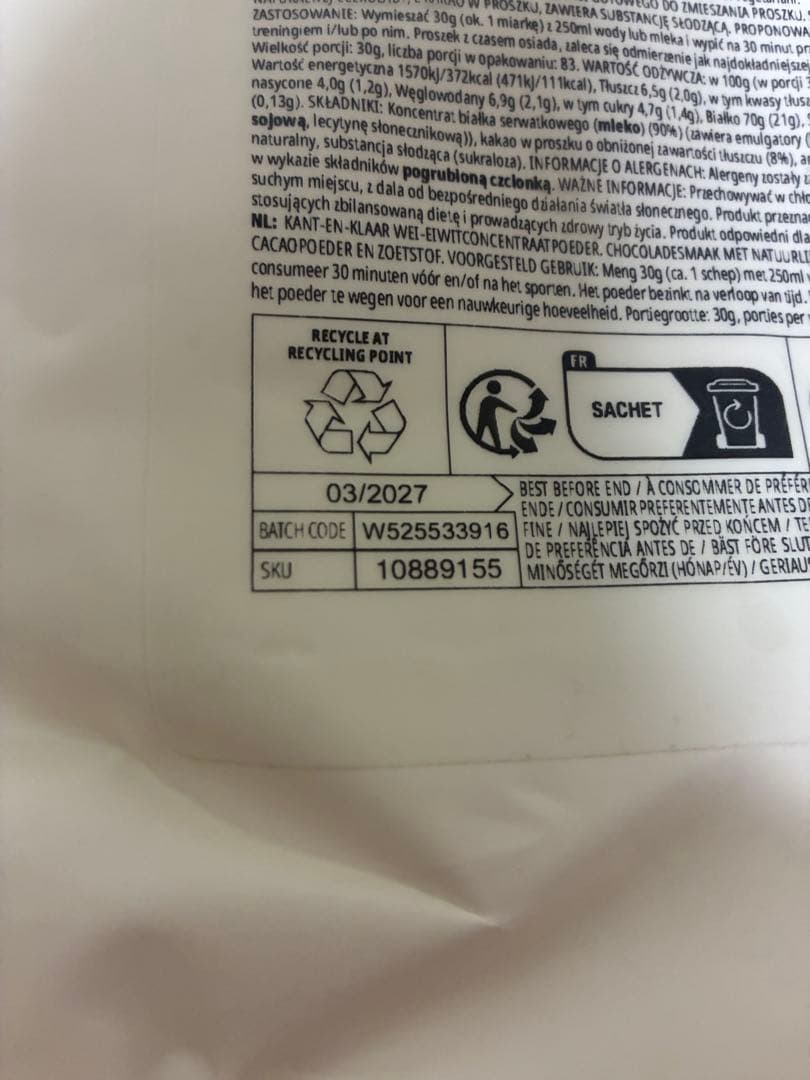 W PROSZKU, ZAWIERA SUBSTANCJĘ SŁODZĄCĄ.
ZASTOSOWANIE: Wymieszać 30g (ok. 1 miarkę) z 250ml wody lub mleka i wypić na 30 minut
treningiem i/lub po nim. Proszek z czasem osiada, zaleca się odmierzenie jak najdokładniejszej
Wielkość porcji: 30g, liczba porcji w opakowaniu: 83. WARTOŚĆ ODŻYWCZA: w 100g (w porcji
Wartość energetyczna 1570kJ/372kcal (471kJ/111kcal), Tłuszcz 6,5g (2,0g), w tym kwasy
nasycone 4,0g (1,2g), Węglowodany 6,9g (2,1g), w tym cukry 4,7g (1,4g), Białko 70g (21g),
(0,13g). SKŁADNIKI: Koncentrat białka serwatkowego (mleko) (90%) (zawiera emulgatory (
sojową, lecytynę słonecznikową)), kakao w proszku o obniżonej zawartości tłuszczu (8%),
naturalny, substancja słodząca (sukraloza). INFORMACJE O ALERGENACH: Alergeny zostały
w wykazie składników pogrubioną czcionką. WAŻNE INFORMACJE: Przechowywać w
suchym miejscu, z dala od bezpośredniego działania światła słonecznego. Produkt
stosujących zbilansowaną dietę i prowadzących zdrowy tryb życia. Produkt odpowiedni dla
NL: KANT-EN-KLAAR WEI-EIWITCONCENTRAATPOEDER. CHOCOLADESMAAK MET
CACAOPOEDER EN ZOETSTOF. VOORGESTELD GEBRUIK: Meng 30g (ca. 1 schep) met 250ml
consumeer 30 minuten vóór en/of na het sporten. Het poeder bezinkt na verloop van tijd.
het poeder te wegen voor een nauwkeurige hoeveelheid. Portiegrootte: 30g, porties per
RECYCLE AT
RECYCLING POINT
FR
SACHET
03/2027
BATCH CODE W525533916
SKU 10889155
BEST BEFORE END / À CONSOMMER DE
ENDE / CONSUMIR PREFERENTEMENTE ANTES
FINE / NAJLEPIEJ SPOŻYĆ PRZED KOŃCEM /
DE PREFERÊNCIA ANTES DE / BÄST FÖRE
MINŐSÉGÉT MEGŐRZI (HÓNAP/ÉV) /